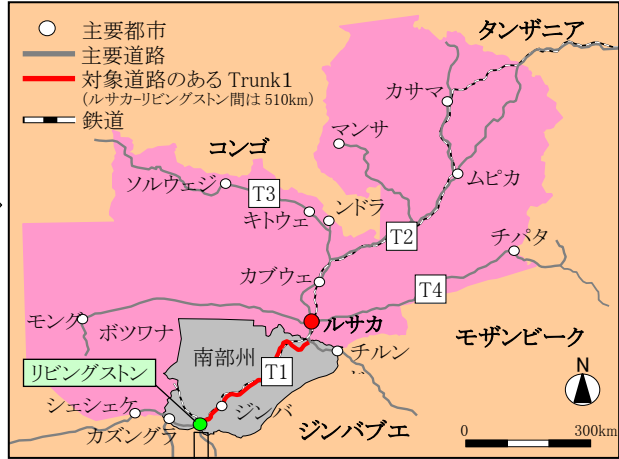 主要都市
主要道路
対象道路のある Trunk1
(ルサカ-リビングストン間は 510km)
鉄道
タンザニア
カサマ
マンサ
コンゴ
ソルウェジ
T3
キトウェ
ンドラ
ムピカ
T2
チパタ
カブウェ
T4
モング
ボツワナ
ルサカ
モザンビーク
南部州
T1
チルン
...
リビングストン
シェシェケ
ジンバ
カズングラ
ジンバブエ
N
0 300km